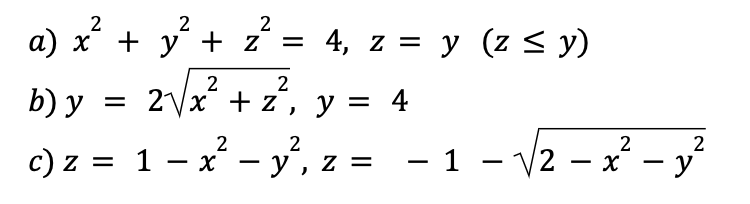 a) x² + y² + z² = 4, z = y (z ≤ y)
b) y = 2√(x² + z²), y = 4
c) z = 1 − x² − y², z = − 1 − √(2 − x² − y²)